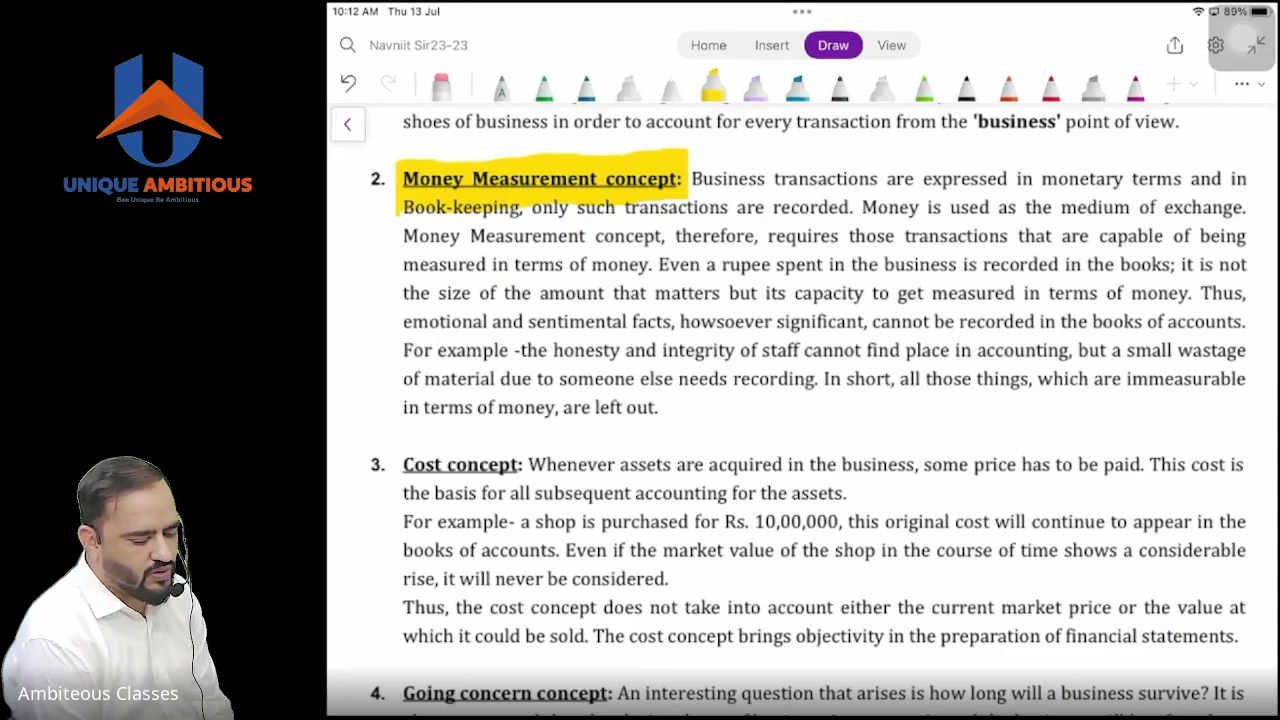 10:12 AM Thu 13 Jul
89%
Navniit Sir23-23
Home Insert Draw View
A
UNIQUE AMBITIOUS
Bee Unique Be Ambitious
shoes of business in order to account for every transaction from the 'business' point of view.
2. Money Measurement concept: Business transactions are expressed in monetary terms and in
Book-keeping, only such transactions are recorded. Money is used as the medium of exchange.
Money Measurement concept, therefore, requires those transactions that are capable of being
measured in terms of money. Even a rupee spent in the business is recorded in the books; it is not
the size of the amount that matters but its capacity to get measured in terms of money. Thus,
emotional and sentimental facts, howsoever significant, cannot be recorded in the books of accounts.
For example -the honesty and integrity of staff cannot find place in accounting, but a small wastage
of material due to someone else needs recording. In short, all those things, which are immeasurable
in terms of money, are left out.
3. Cost concept: Whenever assets are acquired in the business, some price has to be paid. This cost is
the basis for all subsequent accounting for the assets.
For example- a shop is purchased for Rs. 10,00,000, this original cost will continue to appear in the
books of accounts. Even if the market value of the shop in the course of time shows a considerable
rise, it will never be considered.
Thus, the cost concept does not take into account either the current market price or the value at
which it could be sold. The cost concept brings objectivity in the preparation of financial statements.
4. Going concern concept: An interesting question that arises is how long will a business survive? It is
Ambiteous Classes